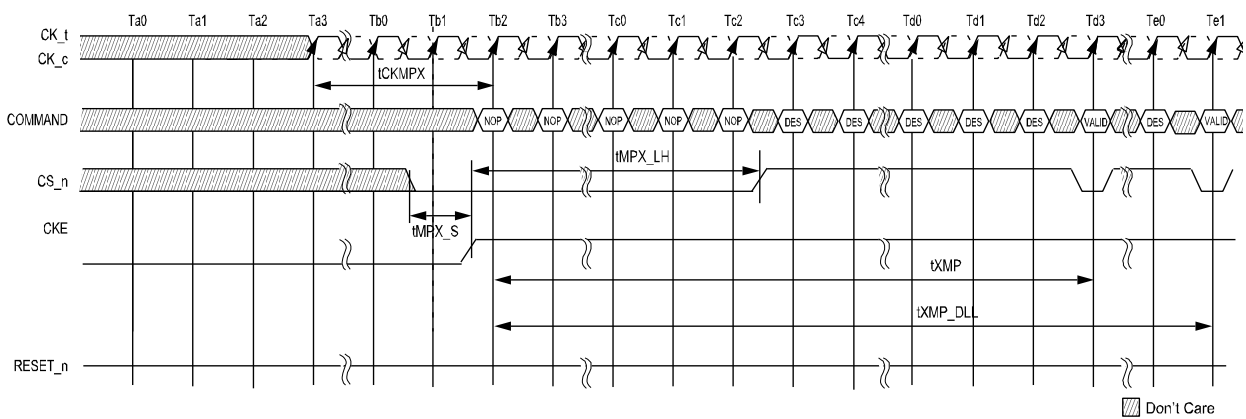 Ta0 Ta1 Ta2 Ta3 Tb0 Tb1 Tb2 Tb3 Tc0 Tc1 Tc2 Tc3 Tc4 Td0 Td1 Td2 Td3 Te0 Te1
CK_t
CK_c
tCKMPX
COMMAND NOP NOP NOP NOP NOP DES DES DES DES DES VALID DES VALID
tMPX_LH
CS_n
tMPX_S
CKE
tXMP
tXMP_DLL
RESET_n
Don't Care